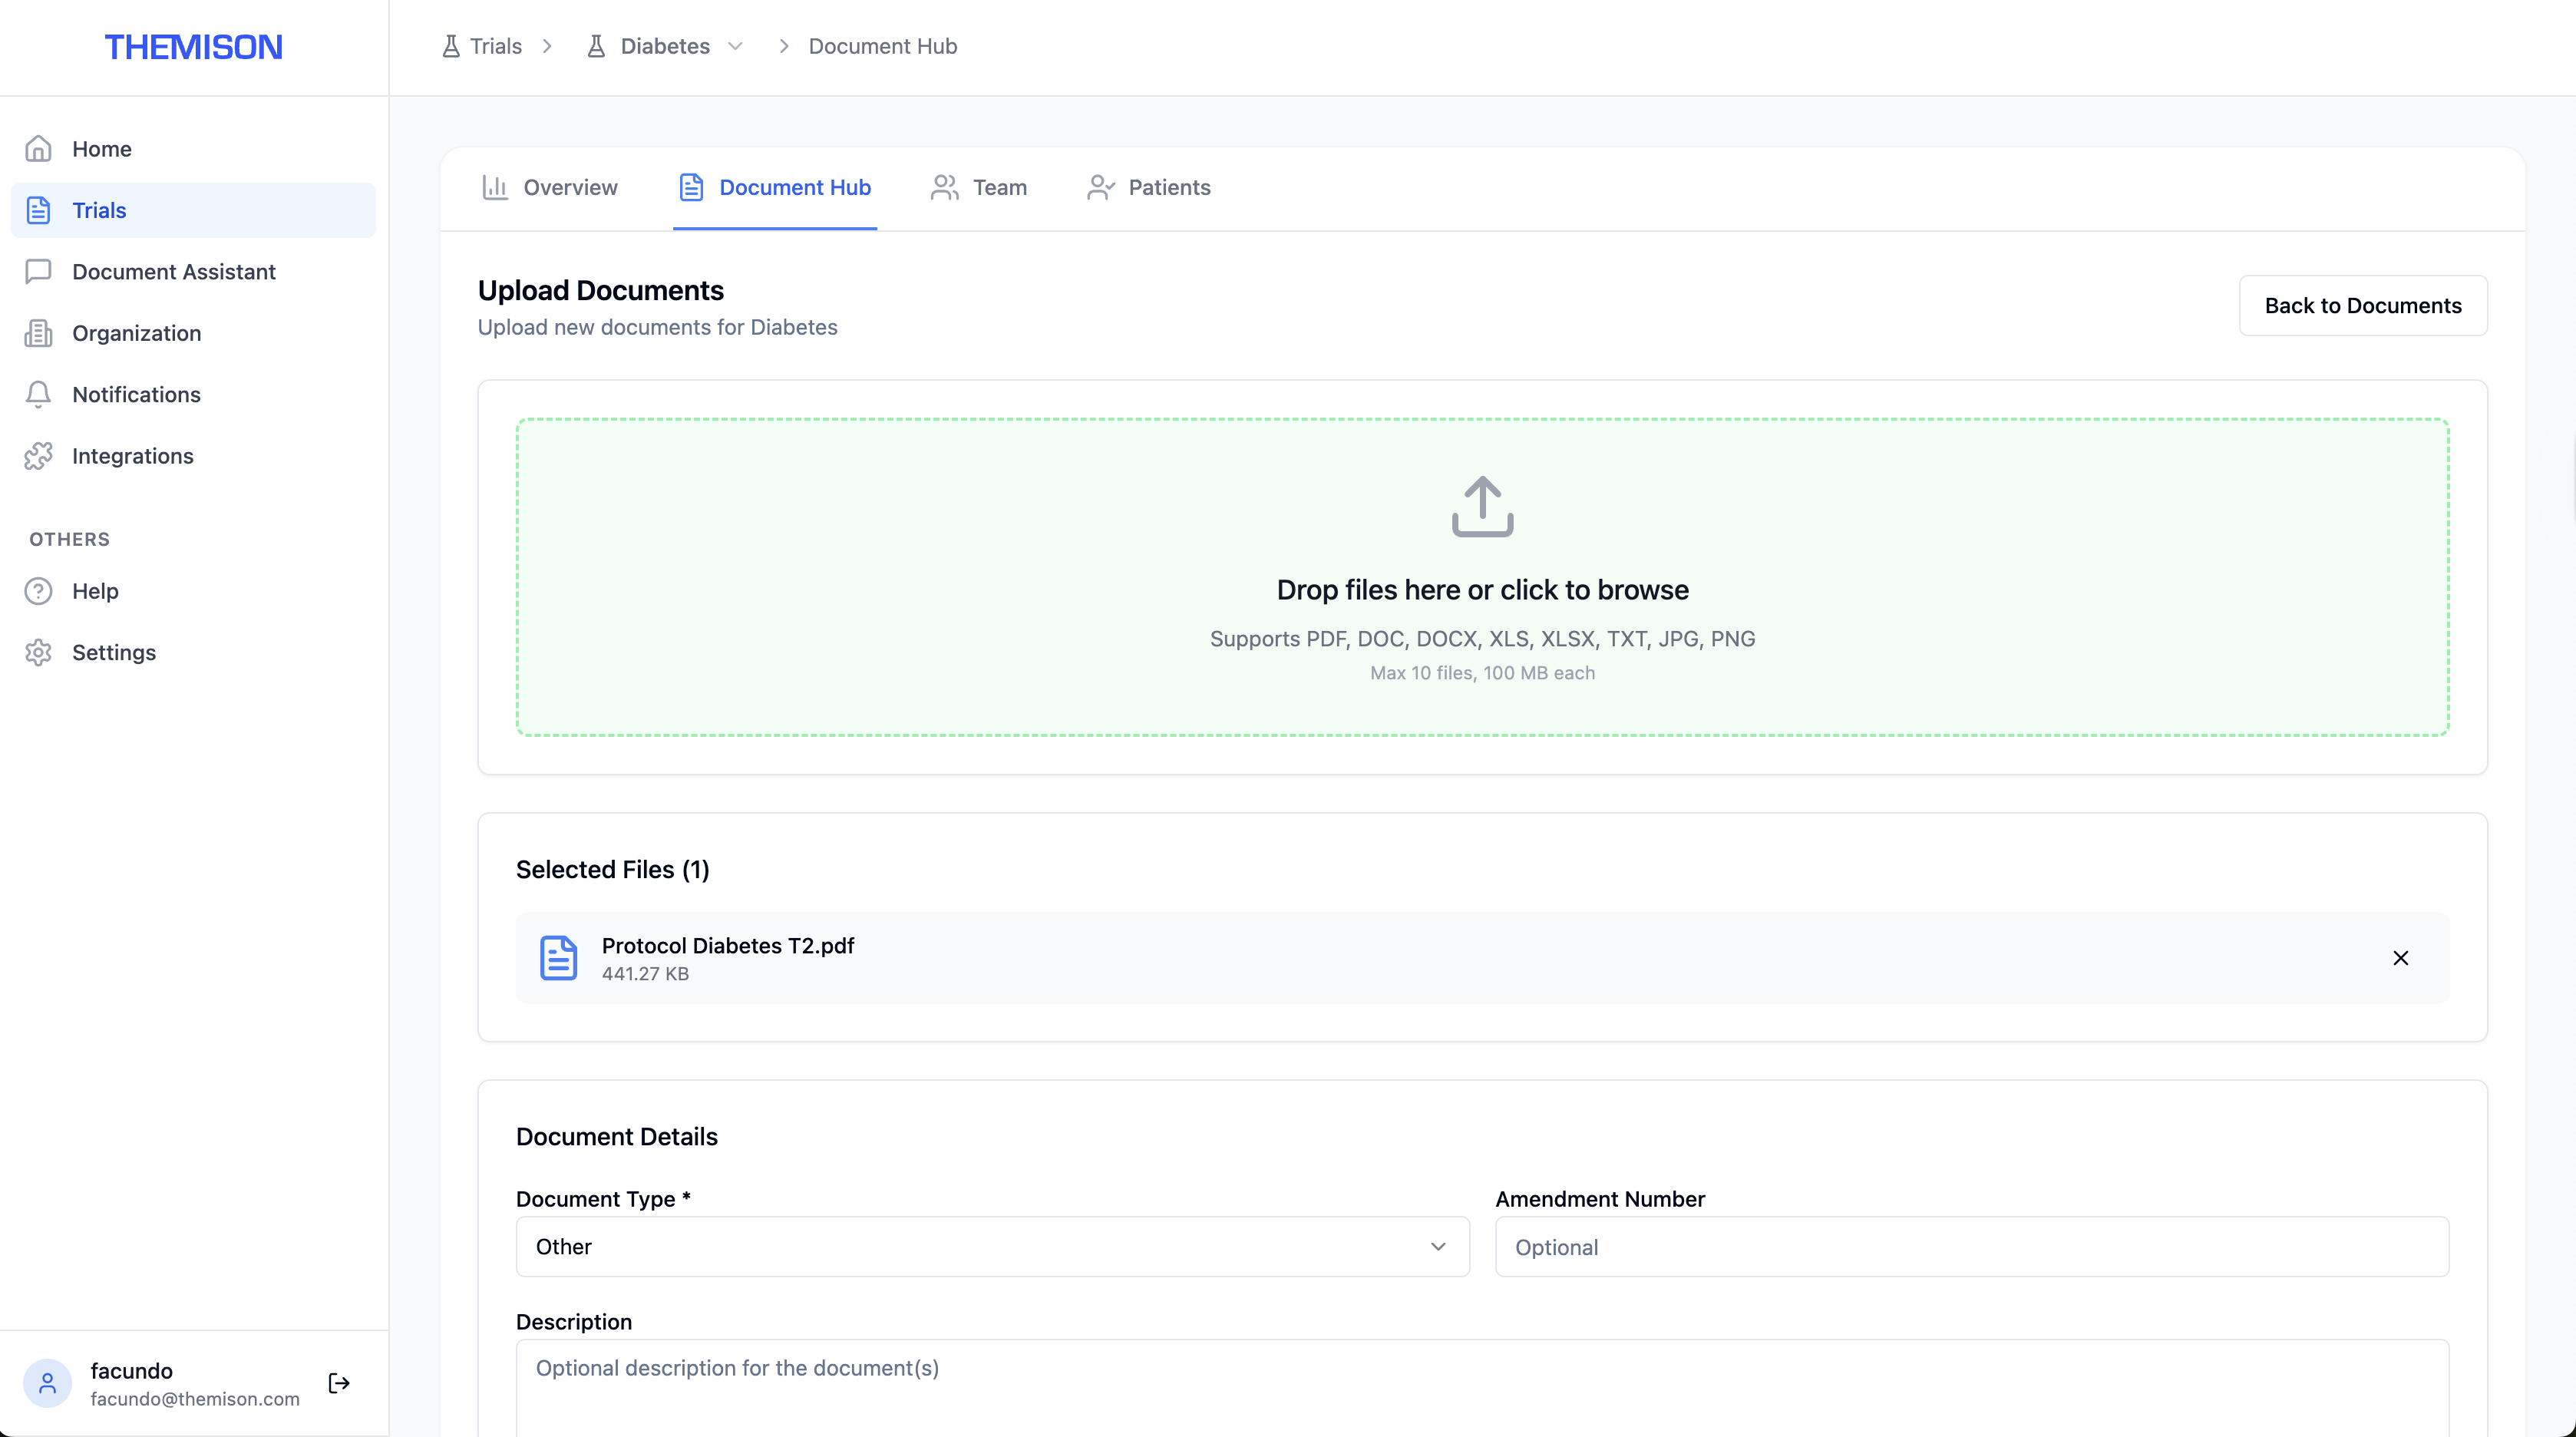 THEMISON
Trials
Diabetes
Document Hub
Home
Trials
Document Assistant
Organization
Notifications
Integrations
OTHERS
Help
Settings
facundo
facundo@themison.com
Overview
Document Hub
Team
Patients
Upload Documents
Upload new documents for Diabetes
Back to Documents
Drop files here or click to browse
Supports PDF, DOC, DOCX, XLS, XLSX, TXT, JPG, PNG
Max 10 files, 100 MB each
Selected Files (1)
Protocol Diabetes T2.pdf
441.27 KB
Document Details
Document Type *
Other
Amendment Number
Optional
Description
Optional description for the document(s)